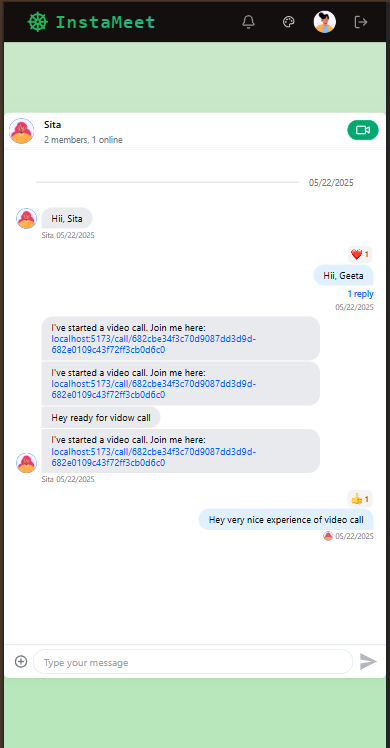 InstaMeet
Sita
2 members, 1 online
05/22/2025
Hii, Sita
Sita 05/22/2025
❤️ 1
Hii, Geeta
1 reply
05/22/2025
I've started a video call. Join me here:
localhost:5173/call/682cbe34f3c70d9087dd3d9d-
682e0109c43f72ff3cb0d6c0
I've started a video call. Join me here:
localhost:5173/call/682cbe34f3c70d9087dd3d9d-
682e0109c43f72ff3cb0d6c0
Hey ready for vidow call
I've started a video call. Join me here:
localhost:5173/call/682cbe34f3c70d9087dd3d9d-
682e0109c43f72ff3cb0d6c0
Sita 05/22/2025
👍 1
Hey very nice experience of video call
05/22/2025
Type your message